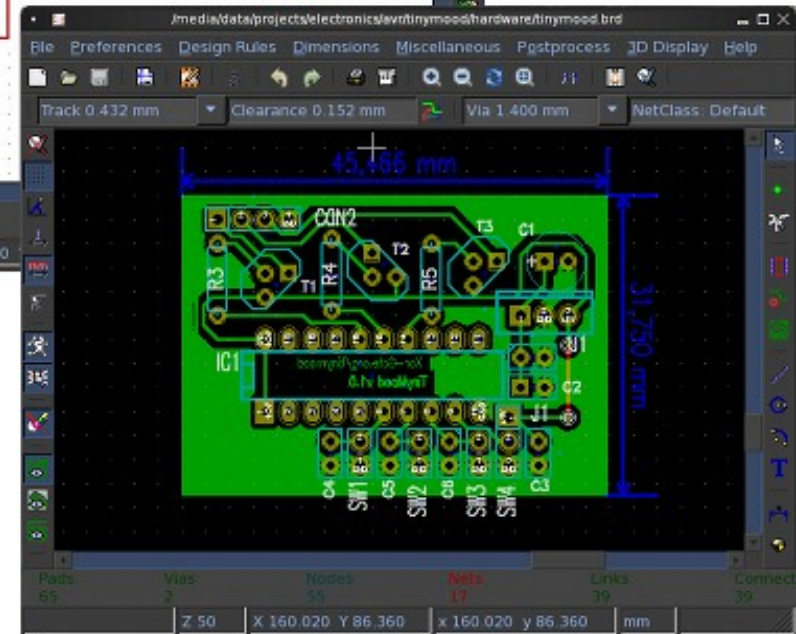 /media/data/projects/electronics/avr/tinymood/hardware/tinymood.brd
File Preferences Design Rules Dimensions Miscellaneous Postprocess 3D Display Help
Track 0.432 mm Clearance 0.152 mm Via 1.400 mm NetClass: Default
45,466 mm
CON2
T3
C1
T2
R3
T1
R4
R5
31,750 mm
IC1
TinyMood v1.0
C2
J1
C4
SW1
C5
SW2
C6
SW3
SW4
C3
Pads Vias Nodes Nets Links Connect
65 2 55 17 39 39
Z 50 X 160.020 Y 86.360 x 160.020 y 86.360 mm